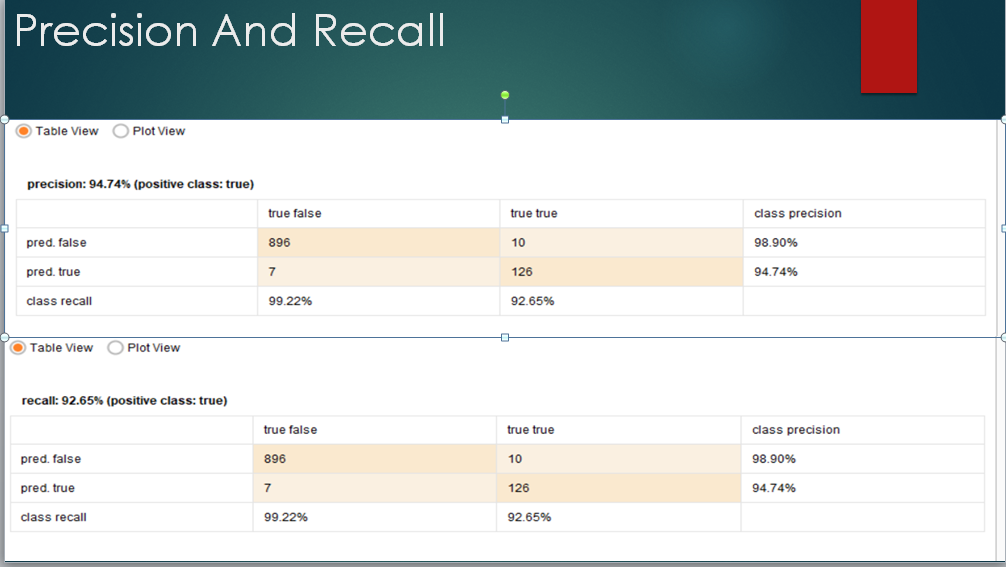 Precision And Recall
Table View Plot View
precision: 94.74% (positive class: true)
true false true true class precision
pred. false 896 10 98.90%
pred. true 7 126 94.74%
class recall 99.22% 92.65%
Table View Plot View
recall: 92.65% (positive class: true)
true false true true class precision
pred. false 896 10 98.90%
pred. true 7 126 94.74%
class recall 99.22% 92.65%